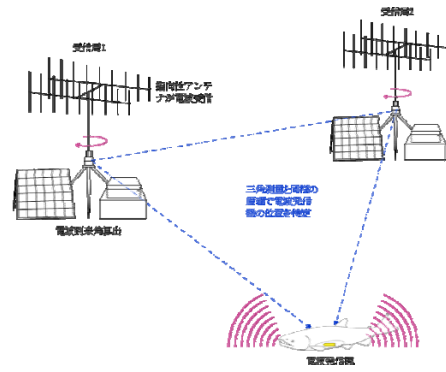 受信局1
受信局2
指向性アンテ
ナが電波受信
三角測量と同様の
原理で電波発信
機の位置を特定
電波到来角算出
電波発信機